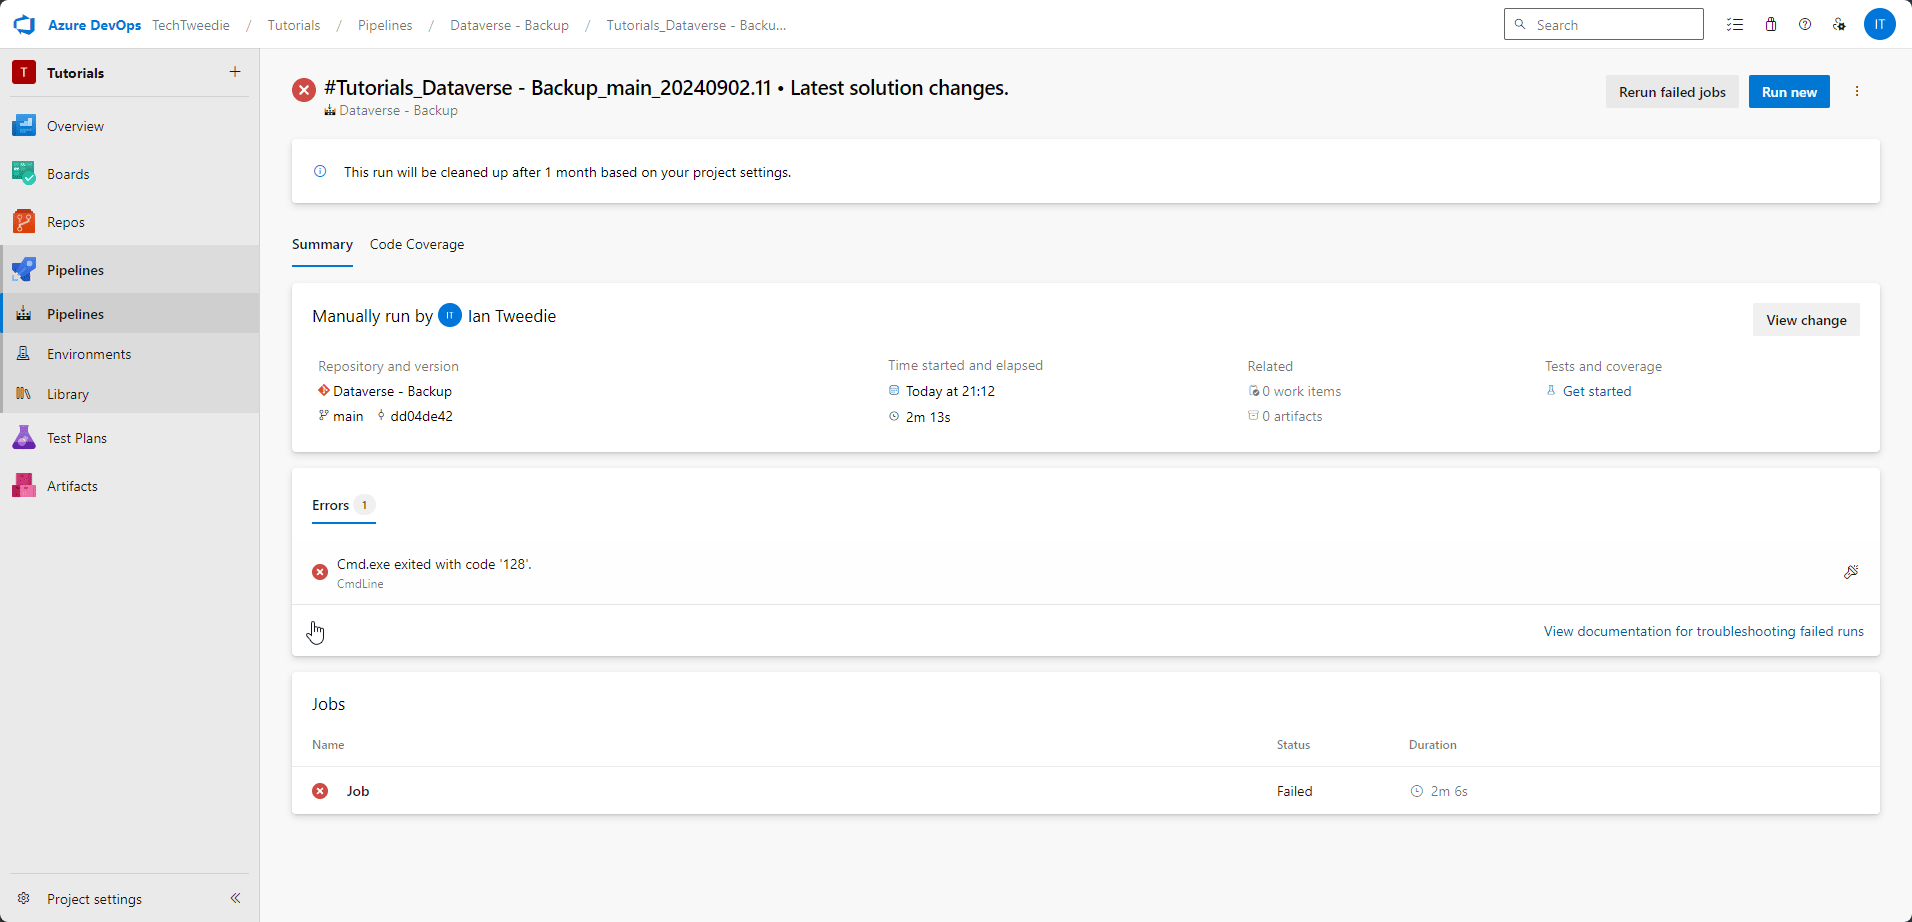 Azure DevOps TechTweedie / Tutorials / Pipelines / Dataverse - Backup / Tutorials_Dataverse - Backu...
Search
IT
T Tutorials
Overview
Boards
Repos
Pipelines
Pipelines
Environments
Library
Test Plans
Artifacts
Project settings
#Tutorials_Dataverse - Backup_main_20240902.11 • Latest solution changes.
Dataverse - Backup
Rerun failed jobs
Run new
This run will be cleaned up after 1 month based on your project settings.
Summary Code Coverage
Manually run by IT Ian Tweedie
View change
Repository and version
Dataverse - Backup
main dd04de42
Time started and elapsed
Today at 21:12
2m 13s
Related
0 work items
0 artifacts
Tests and coverage
Get started
Errors 1
Cmd.exe exited with code '128'.
CmdLine
View documentation for troubleshooting failed runs
Jobs
Name Status Duration
Job Failed 2m 6s